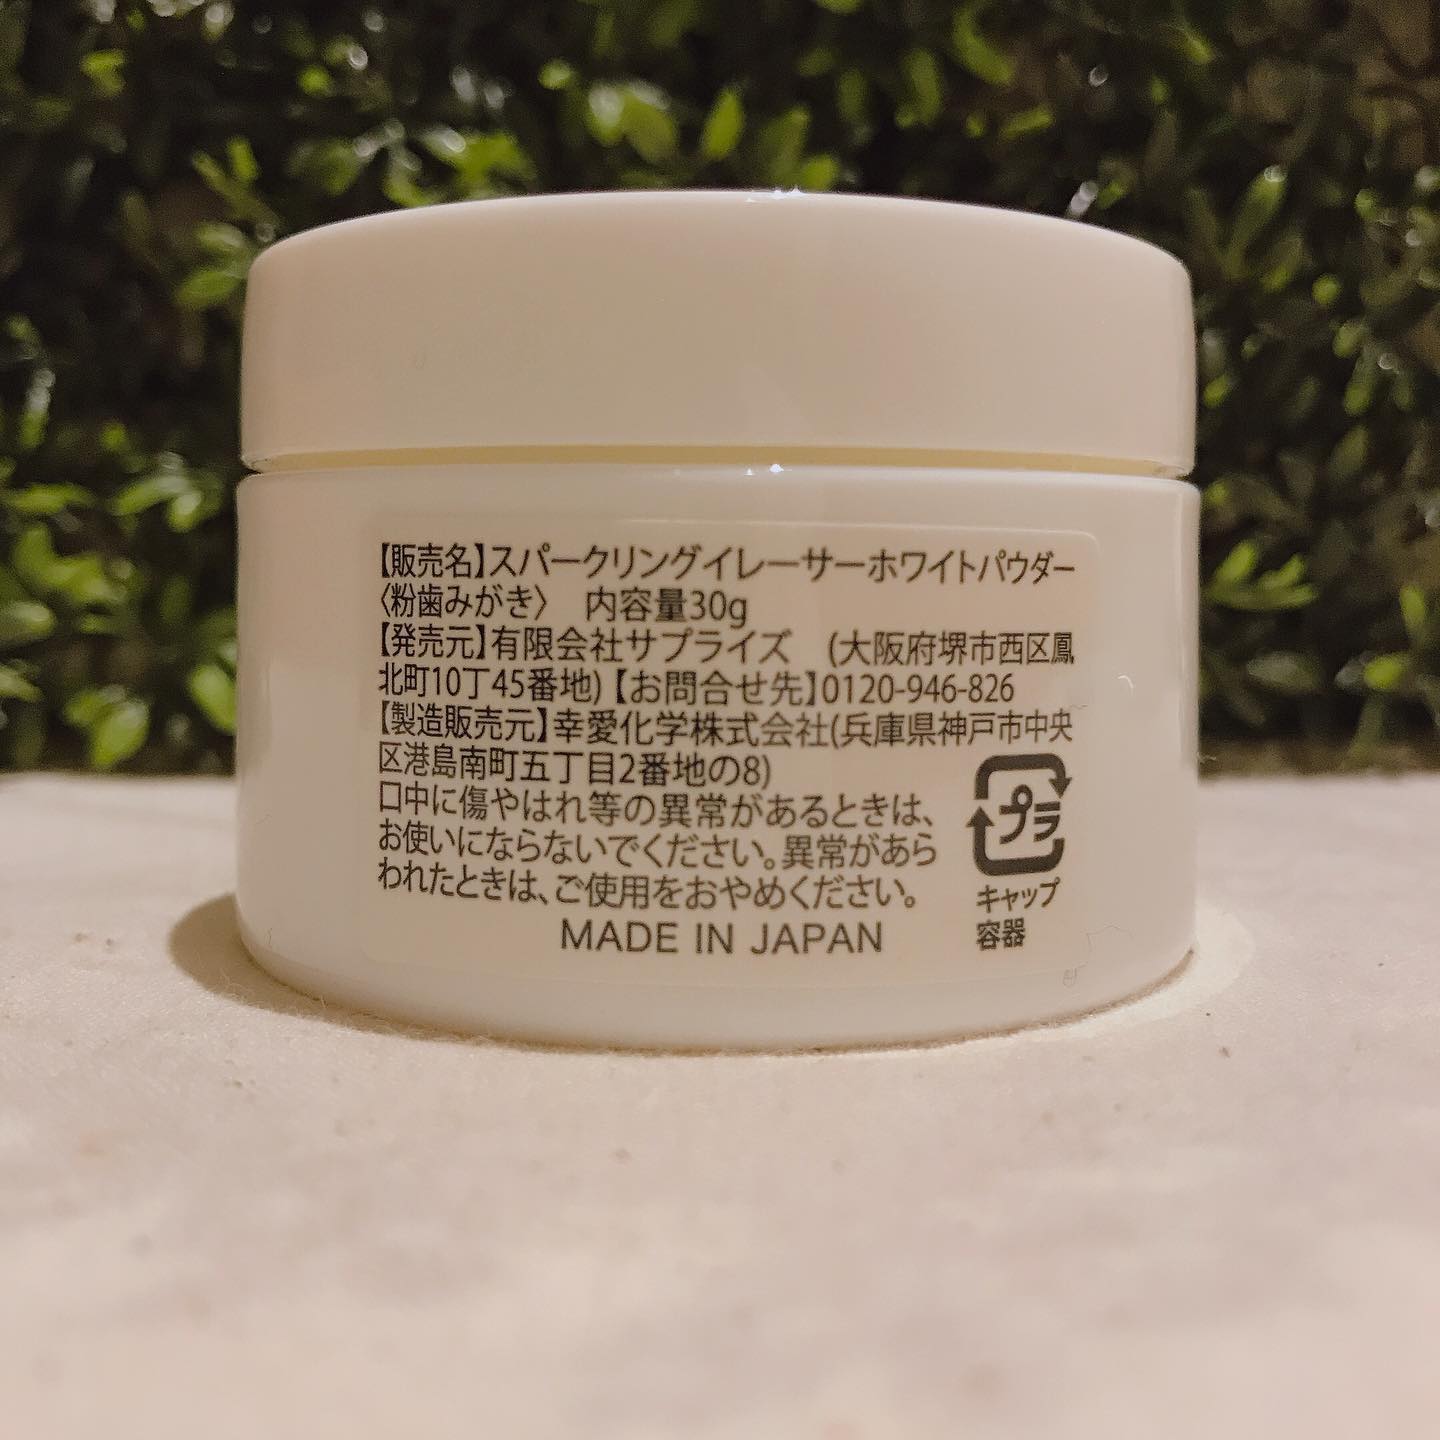 【販売名】スパークリングイレーサーホワイトパウダー
〈粉歯みがき〉 内容量30g
【発売元】有限会社サプライズ (大阪府堺市西区鳳
北町10丁45番地)【お問合せ先】0120-946-826
【製造販売元】幸愛化学株式会社(兵庫県神戸市中央
区港島南町五丁目2番地の8)
口中に傷やはれ等の異常があるときは、
お使いにならないでください。異常があら
われたときは、ご使用をおやめください。
MADE IN JAPAN
プラ
キャップ
容器